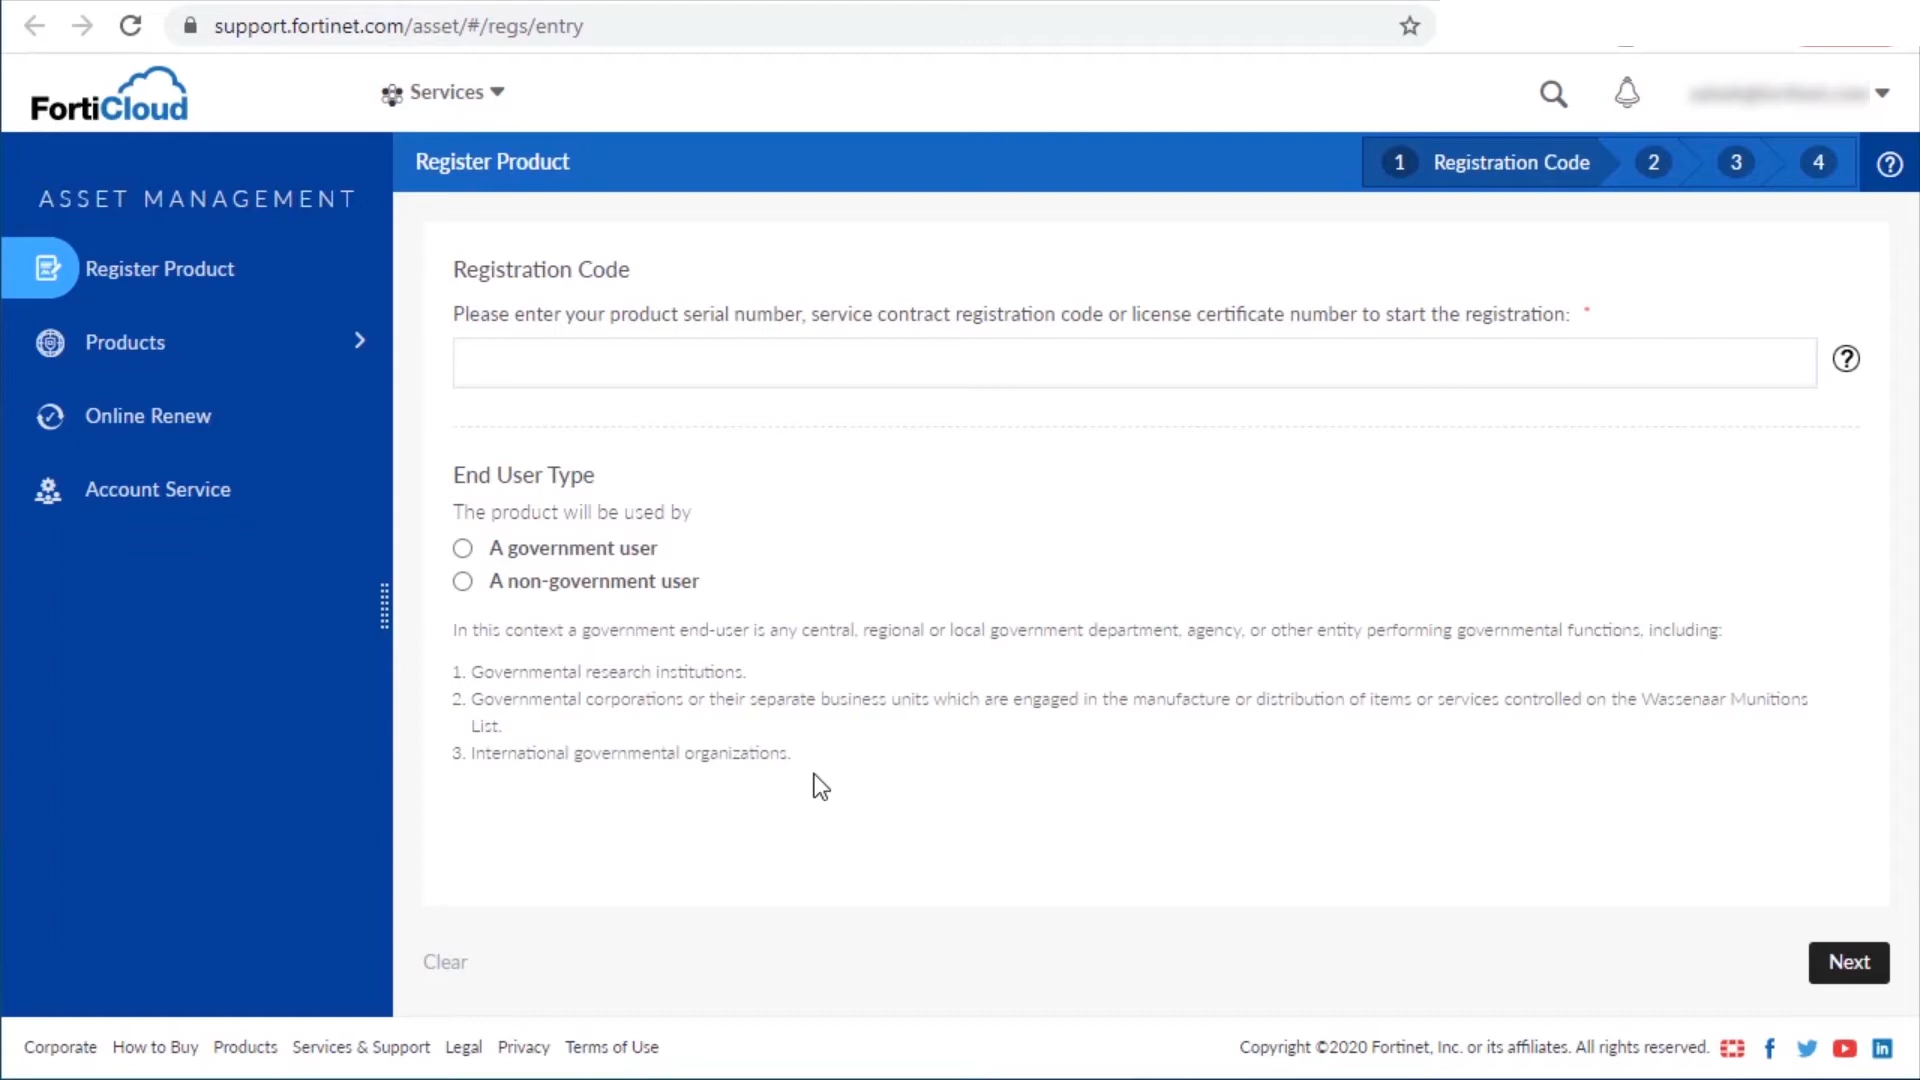 support.fortinet.com/asset/#/regs/entry
FortiCloud
Services
ASSET MANAGEMENT
Register Product
Products
Online Renew
Account Service
Register Product
1 Registration Code 2 3 4
Registration Code
Please enter your product serial number, service contract registration code or license certificate number to start the registration: *
End User Type
The product will be used by
A government user
A non-government user
In this context a government end-user is any central, regional or local government department, agency, or other entity performing governmental functions, including:
1. Governmental research institutions.
2. Governmental corporations or their separate business units which are engaged in the manufacture or distribution of items or services controlled on the Wassenaar Munitions
List.
3. International governmental organizations.
Clear
Next
Corporate How to Buy Products Services & Support Legal Privacy Terms of Use
Copyright ©2020 Fortinet, Inc. or its affiliates. All rights reserved.